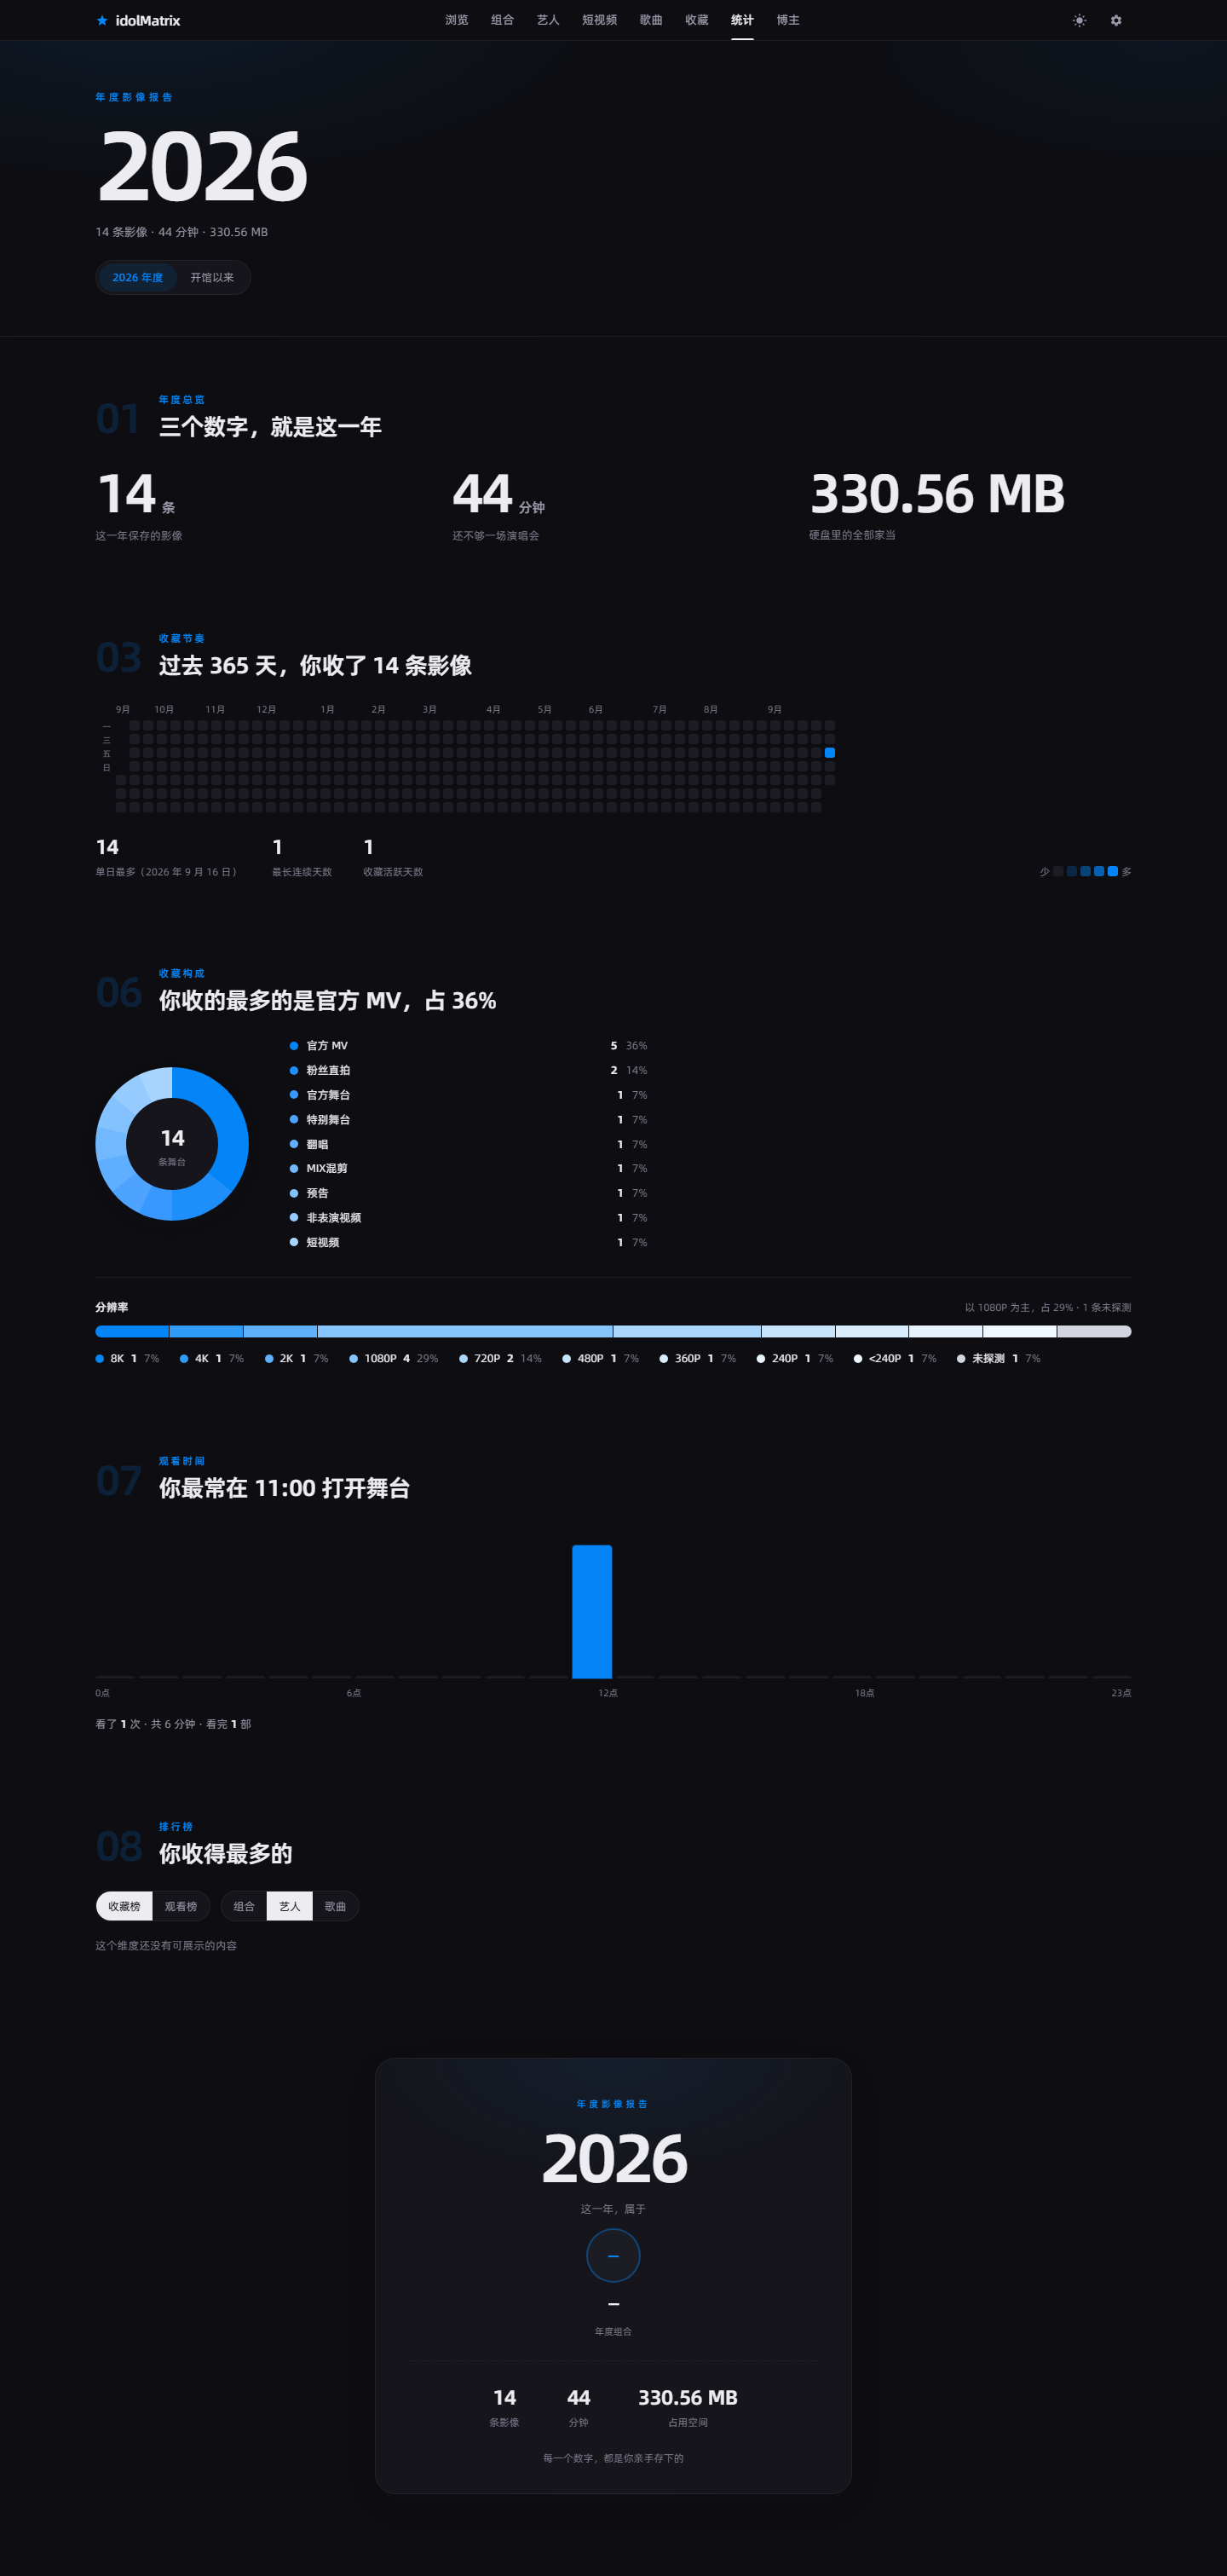 idolMatrix
浏览 组合 艺人 短视频 歌曲 收藏 统计 博主
年度影像报告
2026
14 条影像 · 44 分钟 · 330.56 MB
2026 年度 开馆以来
01
年度总览
三个数字，就是这一年
14 条 44 分钟 330.56 MB
这一年保存的影像 还不够一场演唱会 硬盘里的全部家当
03
收藏节奏
过去 365 天，你收了 14 条影像
9月 10月 11月 12月 1月 2月 3月 4月 5月 6月 7月 8月 9月
一
三
五
日
14 1 1
单日最多（2026 年 9 月 16 日） 最长连续天数 收藏活跃天数 少 多
06
收藏构成
你收的最多的是官方 MV，占 36%
14
条舞台
官方 MV 5 36%
粉丝直拍 2 14%
官方舞台 1 7%
特别舞台 1 7%
翻唱 1 7%
MIX混剪 1 7%
预告 1 7%
非表演视频 1 7%
短视频 1 7%
分辨率 以 1080P 为主，占 29% · 1 条未探测
8K 1 7% 4K 1 7% 2K 1 7% 1080P 4 29% 720P 2 14% 480P 1 7% 360P 1 7% 240P 1 7% <240P 1 7% 未探测 1 7%
07
观看时间
你最常在 11:00 打开舞台
0点 6点 12点 18点 23点
看了 1 次 · 共 6 分钟 · 看完 1 部
08
排行榜
你收得最多的
收藏榜 观看榜 组合 艺人 歌曲
这个维度还没有可展示的内容
年度影像报告
2026
这一年，属于
—
—
年度组合
14 44 330.56 MB
条影像 分钟 占用空间
每一个数字，都是你亲手存下的